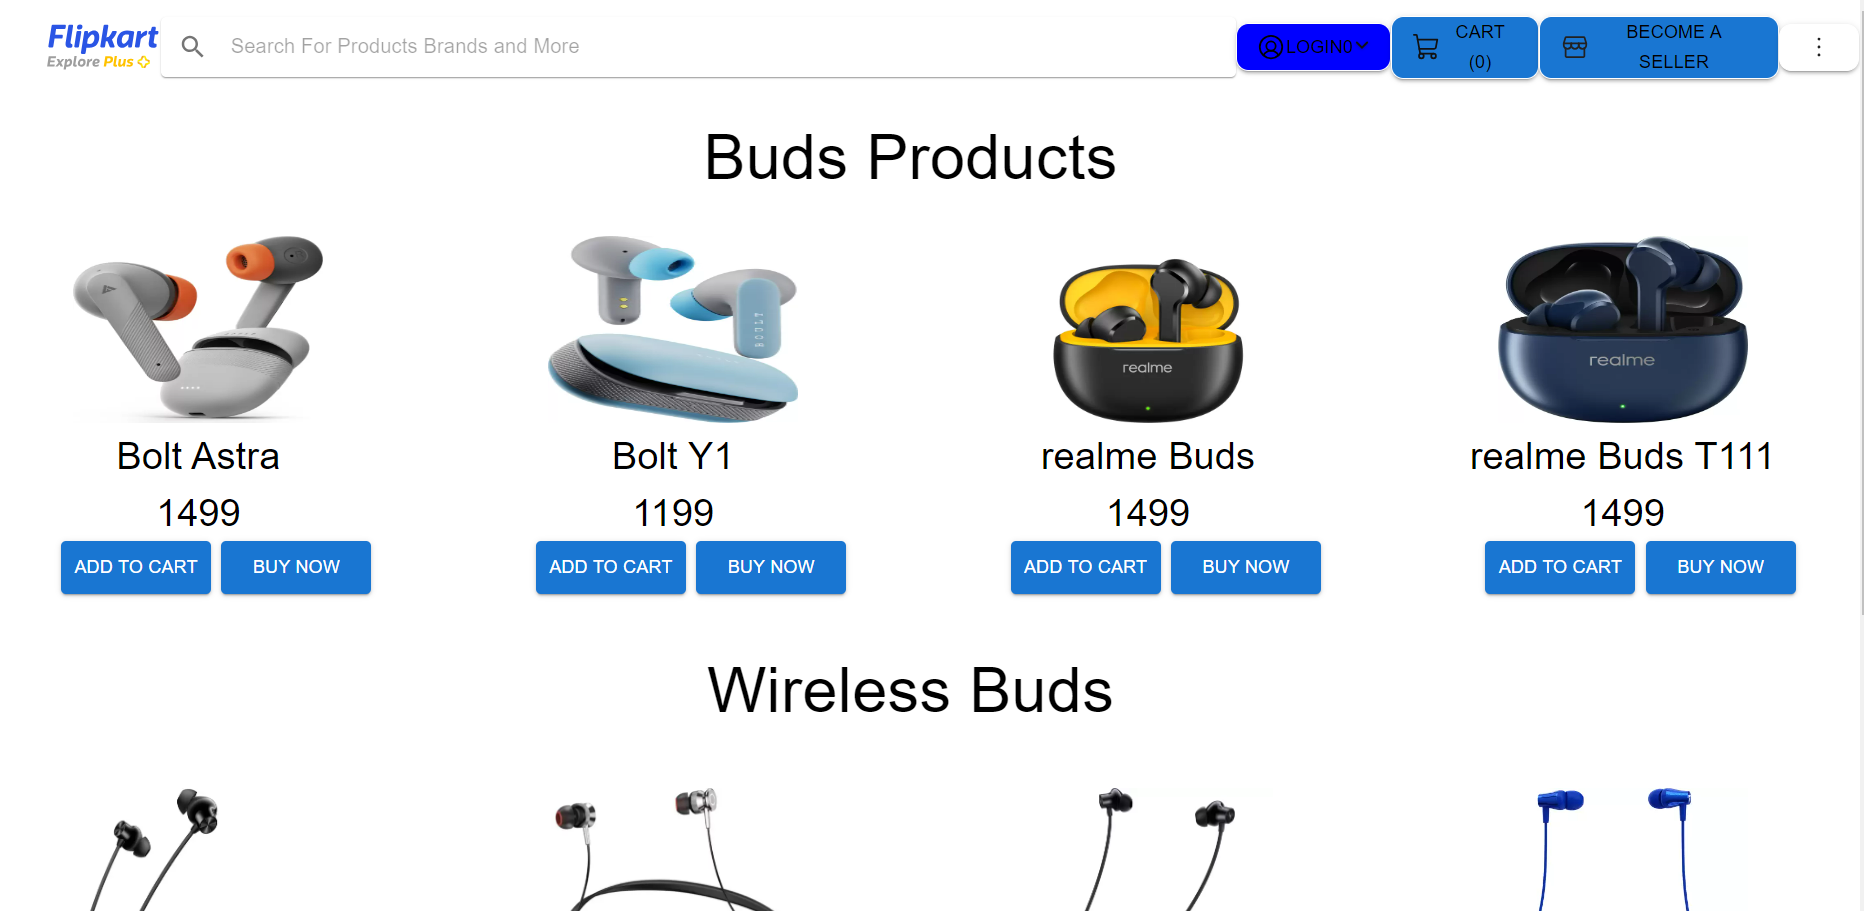 Flipkart
Explore Plus
Search For Products Brands and More
LOGIN0
CART
(0)
BECOME A
SELLER
Buds Products
BOULT
realme
realme
Bolt Astra
Bolt Y1
realme Buds
realme Buds T111
1499
1199
1499
1499
ADD TO CART
BUY NOW
ADD TO CART
BUY NOW
ADD TO CART
BUY NOW
ADD TO CART
BUY NOW
Wireless Buds